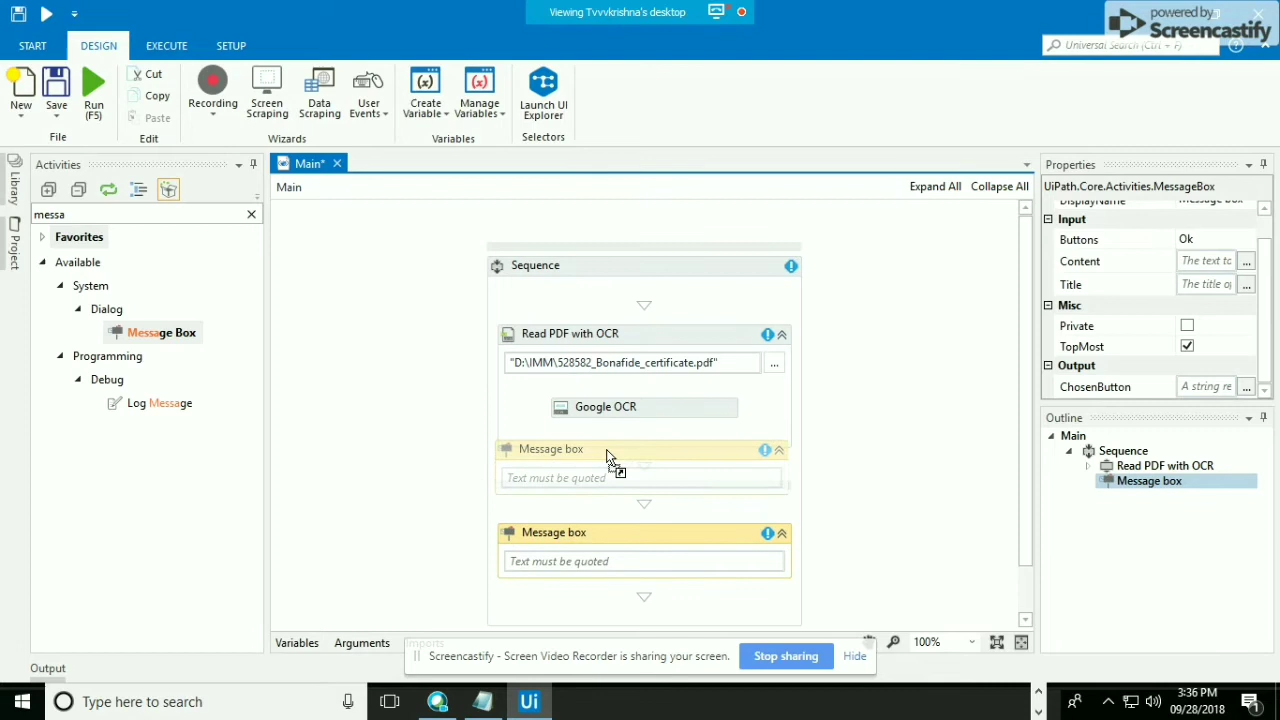 Viewing Tvvvkrishna's desktop
powered by
Screencastify
START DESIGN EXECUTE SETUP
Universal Search (Ctrl + F)
New Save Run (F5)
Cut
Copy
Paste
Recording Screen Scraping Data Scraping User Events
Create Variable Manage Variables Launch UI Explorer
File Edit Wizards Variables Selectors
Library
Project
Activities
messa
Favorites
Available
System
Dialog
Message Box
Programming
Debug
Log Message
Main*
Main
Expand All Collapse All
Sequence
Read PDF with OCR
"D:\IMM\528582_Bonafide_certificate.pdf"
...
Google OCR
Message box
Text must be quoted
Message box
Text must be quoted
Variables Arguments Imports
100%
Properties
UiPath.Core.Activities.MessageBox
DisplayName Message box
Input
Buttons Ok
Content The text to ...
Title The title o ...
Misc
Private
TopMost
Output
ChosenButton A string re ...
Outline
Main
Sequence
Read PDF with OCR
Message box
Screencastify - Screen Video Recorder is sharing your screen. Stop sharing Hide
Output
Type here to search
Ui
3:36 PM
09/28/2018
1